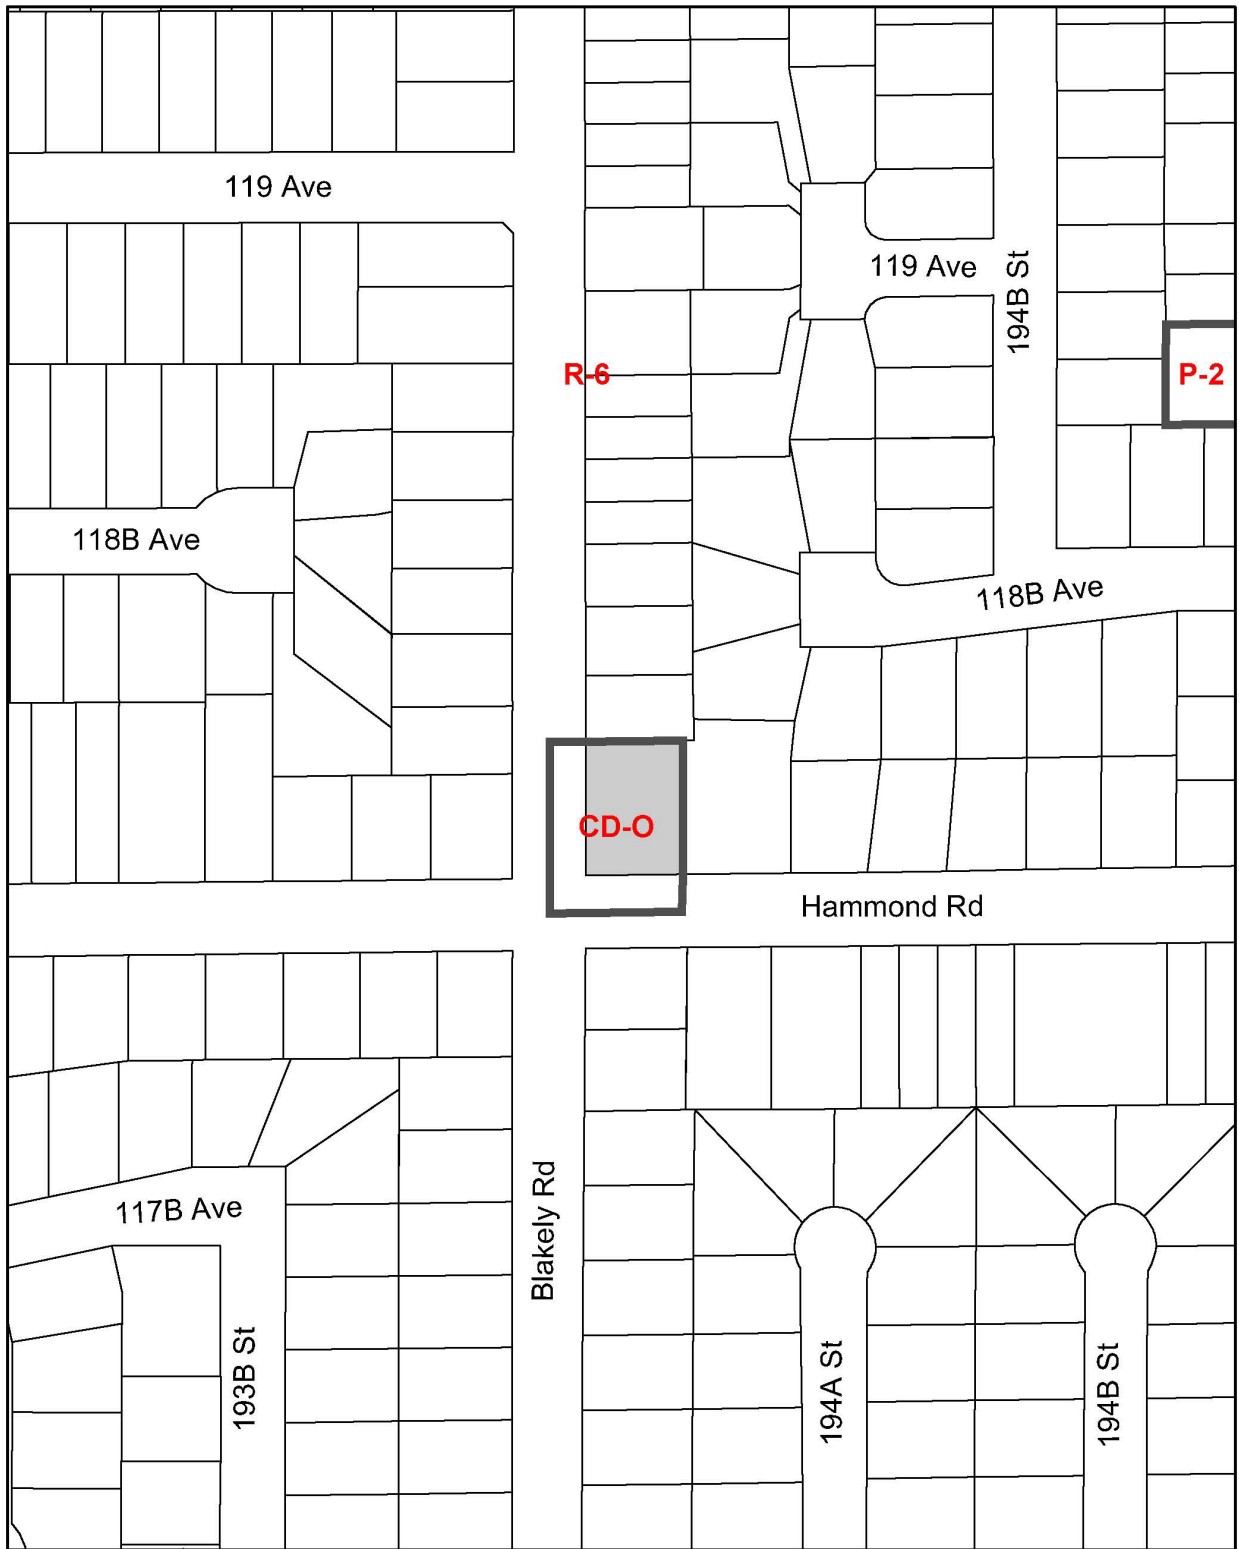 119 Ave
119 Ave
194B St
R-6
P-2
118B Ave
118B Ave
CD-O
Hammond Rd
117B Ave
Blakely Rd
193B St
194A St
194B St